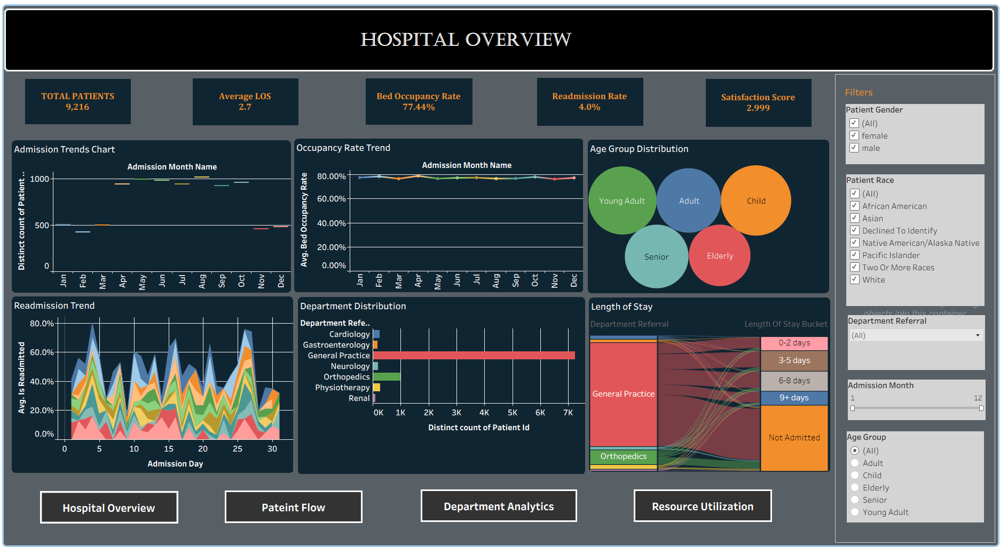 HOSPITAL OVERVIEW
TOTAL PATIENTS
9,216
Average LOS
2.7
Bed Occupancy Rate
77.44%
Readmission Rate
4.0%
Satisfaction Score
2.999
Admission Trends Chart
Admission Month Name
Distinct count of Patient ..
1000
500
0
Jan
Feb
Mar
Apr
May
Jun
Jul
Aug
Sep
Oct
Nov
Dec
Occupancy Rate Trend
Admission Month Name
Avg. Bed Occupancy Rate
80.00%
60.00%
40.00%
20.00%
0.00%
Jan
Feb
Mar
Apr
May
Jun
Jul
Aug
Sep
Oct
Nov
Dec
Age Group Distribution
Young Adult
Adult
Child
Senior
Elderly
Readmission Trend
Avg. Is Readmitted
80.0%
60.0%
40.0%
20.0%
0.0%
0
5
10
15
20
25
30
Admission Day
Department Distribution
Department Refe..
Cardiology
Gastroenterology
General Practice
Neurology
Orthopedics
Physiotherapy
Renal
0K
1K
2K
3K
4K
5K
6K
7K
Distinct count of Patient Id
Length of Stay
Department Referral
Length Of Stay Bucket
General Practice
Orthopedics
0-2 days
3-5 days
6-8 days
9+ days
Not Admitted
Filters
Patient Gender
(All)
female
male
Patient Race
(All)
African American
Asian
Declined To Identify
Native American/Alaska Native
Pacific Islander
Two Or More Races
White
objects into this container
Department Referral
(All)
Admission Month
1
12
Age Group
(All)
Adult
Child
Elderly
Senior
Young Adult
Hospital Overview
Pateint Flow
Department Analytics
Resource Utilization